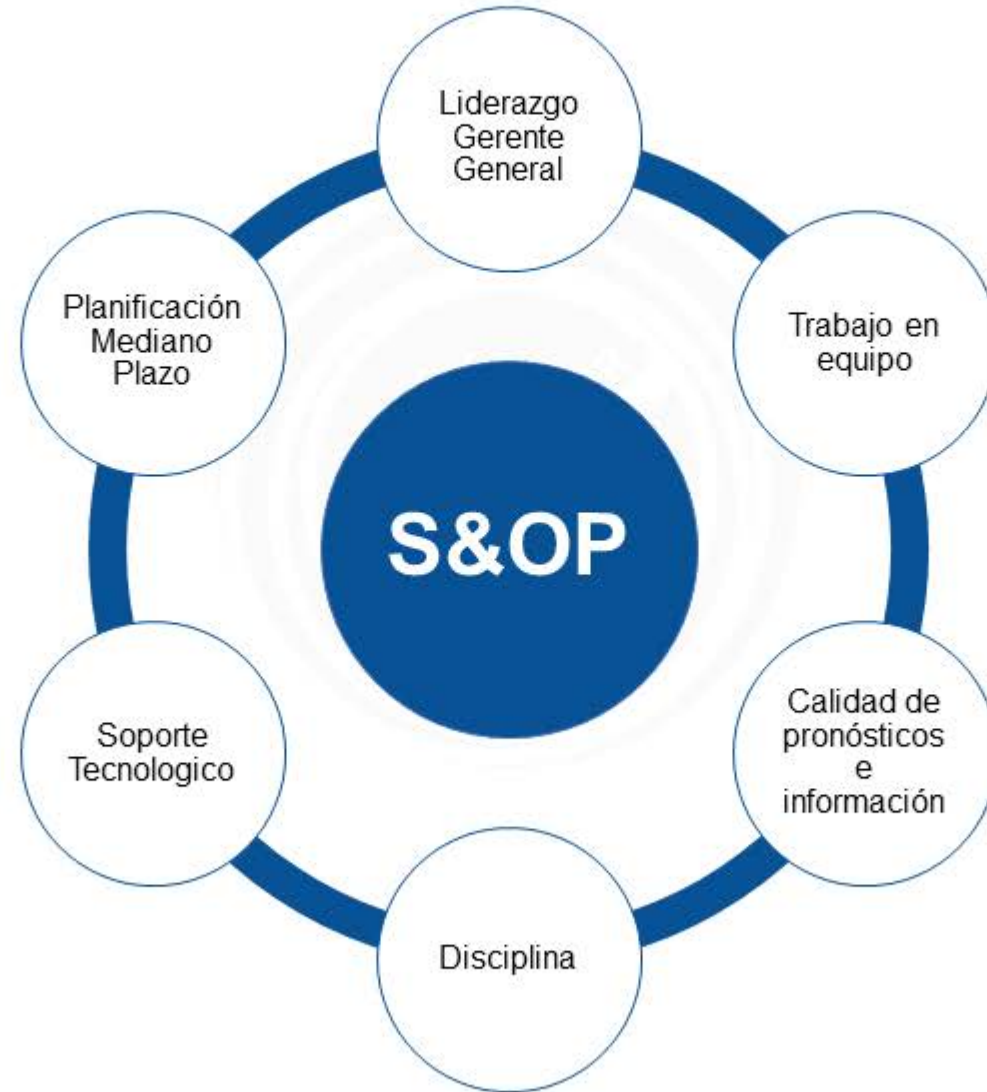 Liderazgo
Gerente
General
Trabajo en
equipo
Calidad de
pronósticos
e
información
Disciplina
Soporte
Tecnologico
Planificación
Mediano
Plazo
S&OP